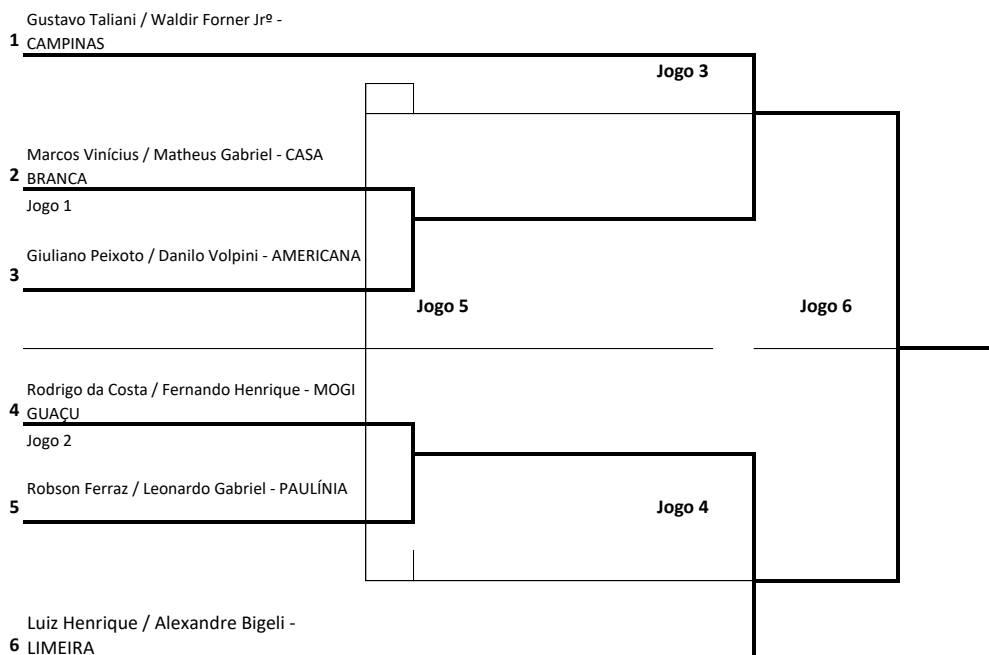 Gustavo Taliani / Waldir Forner Jrº -
1 CAMPINAS
Jogo 3
Marcos Vinícius / Matheus Gabriel - CASA
2 BRANCA
Jogo 1
Giuliano Peixoto / Danilo Volpini - AMERICANA
3
Jogo 5
Jogo 6
Rodrigo da Costa / Fernando Henrique - MOGI
4 GUAÇU
Jogo 2
Robson Ferraz / Leonardo Gabriel - PAULÍNIA
5
Jogo 4
Luiz Henrique / Alexandre Bigeli -
6 LIMEIRA